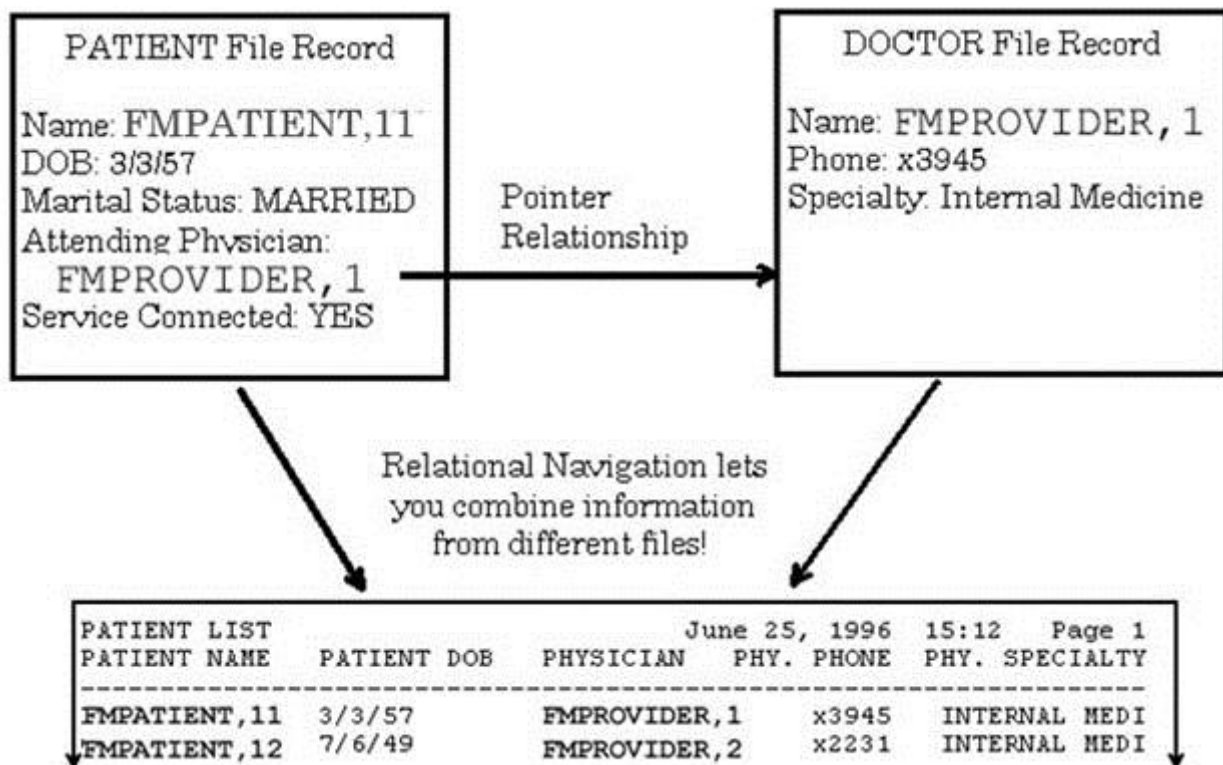 PATIENT File Record
Name: FMPATIENT,11
DOB: 3/3/57
Marital Status: MARRIED
Attending Physician:
FMPROVIDER,1
Service Connected: YES
Pointer
Relationship
DOCTOR File Record
Name: FMPROVIDER,1
Phone: x3945
Specialty: Internal Medicine
Relational Navigation lets
you combine information
from different files!
PATIENT LIST June 25, 1996 15:12 Page 1
PATIENT NAME PATIENT DOB PHYSICIAN PHY. PHONE PHY. SPECIALTY
--------------------------------------------------------------------------------
FMPATIENT,11 3/3/57 FMPROVIDER,1 x3945 INTERNAL MEDI
FMPATIENT,12 7/6/49 FMPROVIDER,2 x2231 INTERNAL MEDI